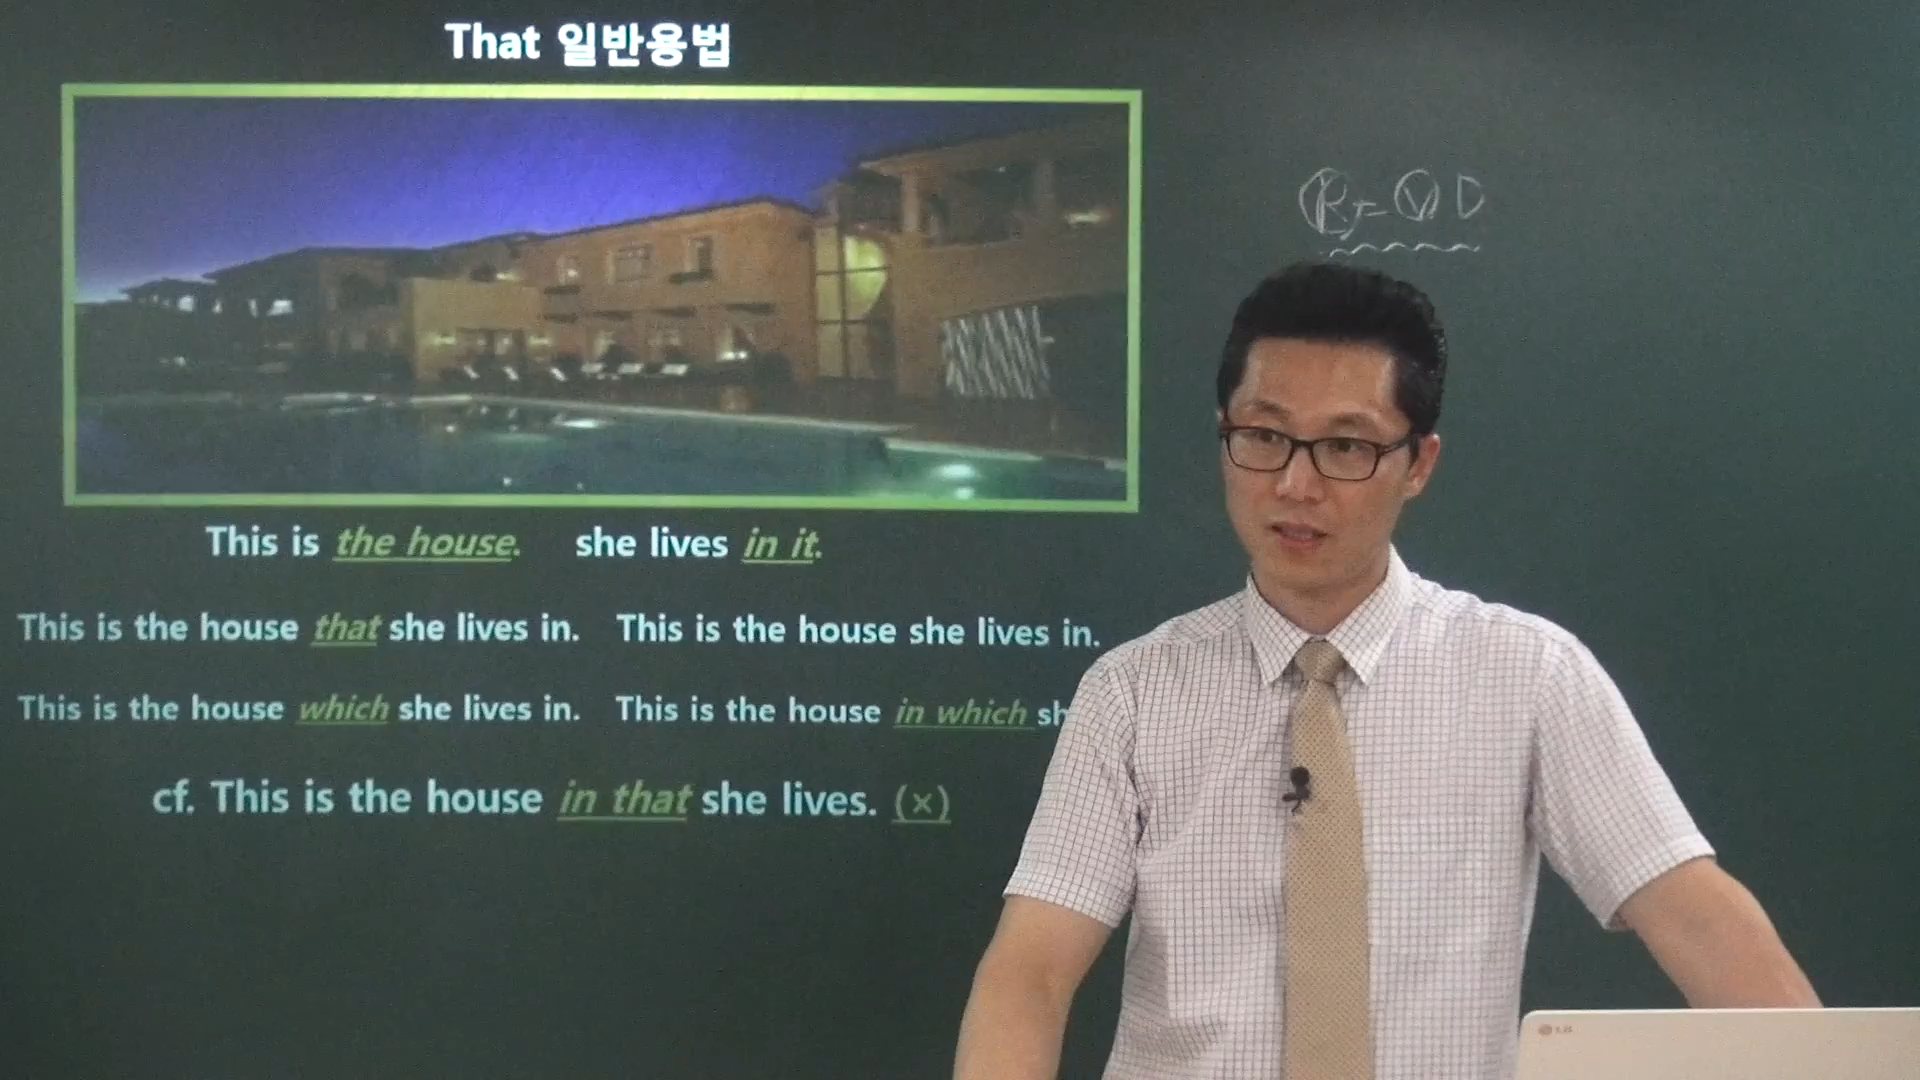 That 일반용법
This is the house. she lives in it.
This is the house that she lives in. This is the house she lives in.
This is the house which she lives in. This is the house in which sh
cf. This is the house in that she lives. (×)
LG